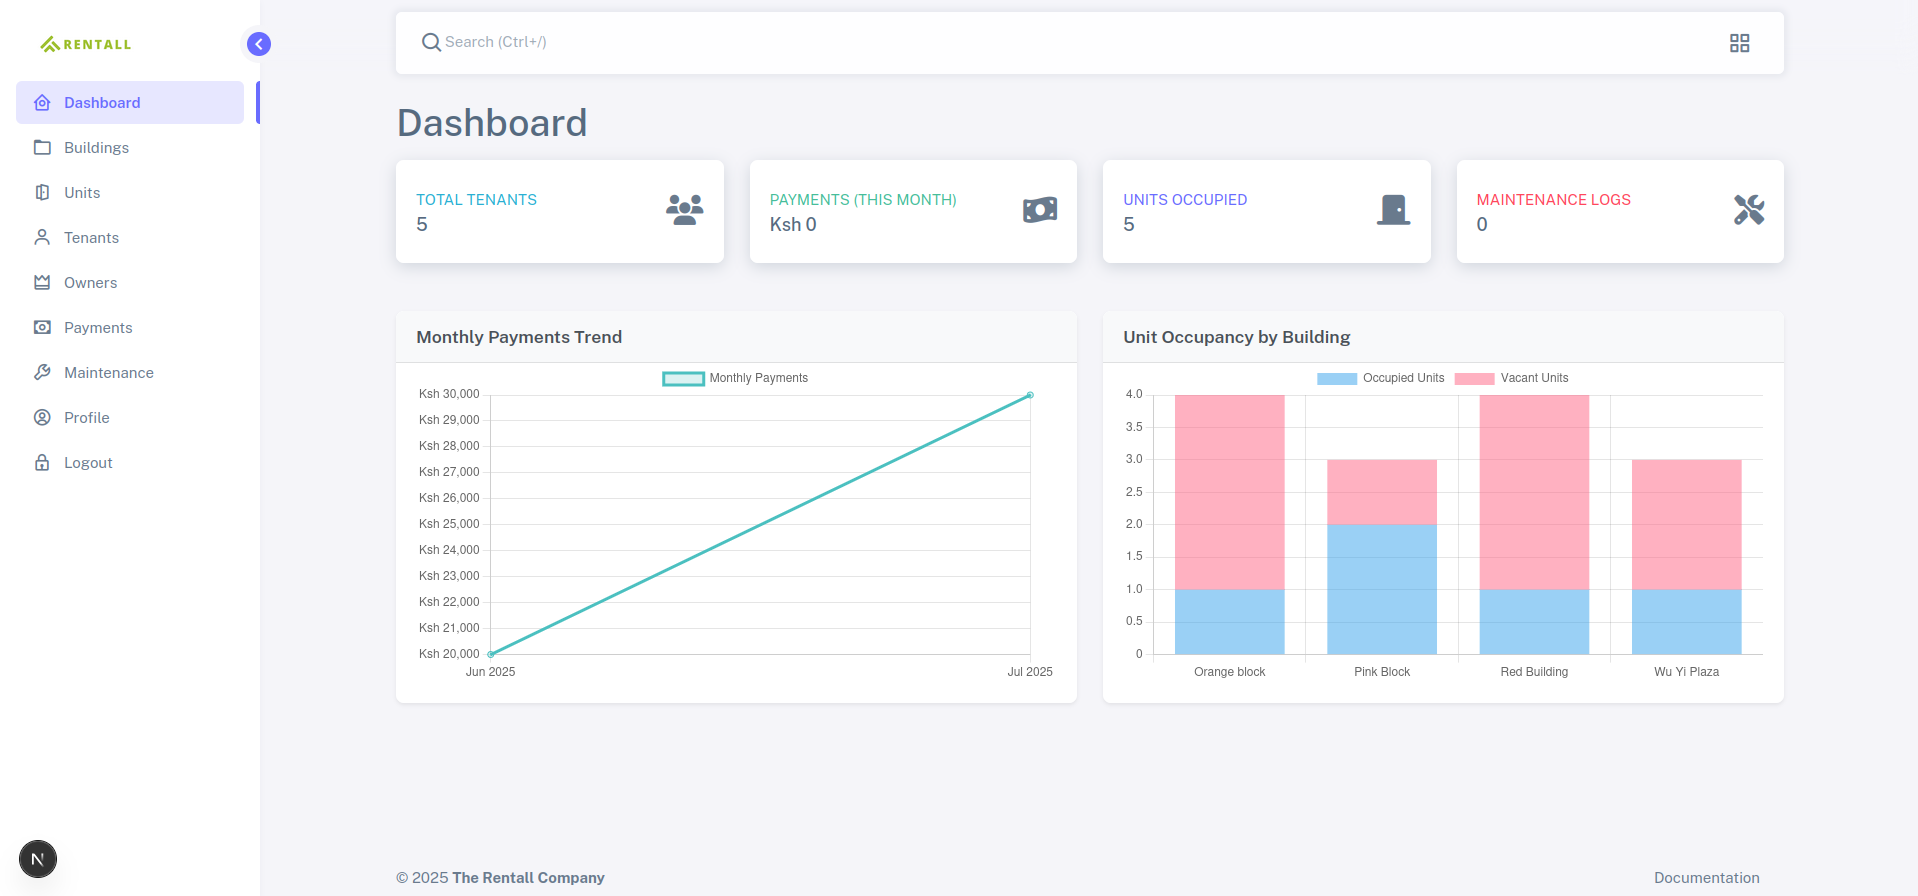 RENTALL
Dashboard
Buildings
Units
Tenants
Owners
Payments
Maintenance
Profile
Logout
N
Search (Ctrl+/)
Dashboard
TOTAL TENANTS
5
PAYMENTS (THIS MONTH)
Ksh 0
UNITS OCCUPIED
5
MAINTENANCE LOGS
0
Monthly Payments Trend
Monthly Payments
Ksh 30,000
Ksh 29,000
Ksh 28,000
Ksh 27,000
Ksh 26,000
Ksh 25,000
Ksh 24,000
Ksh 23,000
Ksh 22,000
Ksh 21,000
Ksh 20,000
Jun 2025 Jul 2025
Unit Occupancy by Building
Occupied Units Vacant Units
4.0
3.5
3.0
2.5
2.0
1.5
1.0
0.5
0
Orange block Pink Block Red Building Wu Yi Plaza
© 2025 The Rentall Company
Documentation